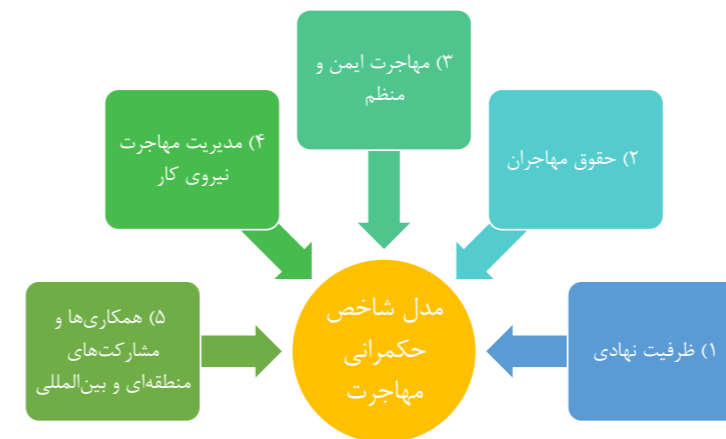 ۳) مهاجرت ایمن و
منظم
۴) مدیریت مهاجرت
نیروی کار
۲) حقوق مهاجران
۵) همکاری‌ها و
مشارکت‌های
منطقه‌ای و بین‌المللی
مدل شاخص
حکمرانی
مهاجرت
۱) ظرفیت نهادی